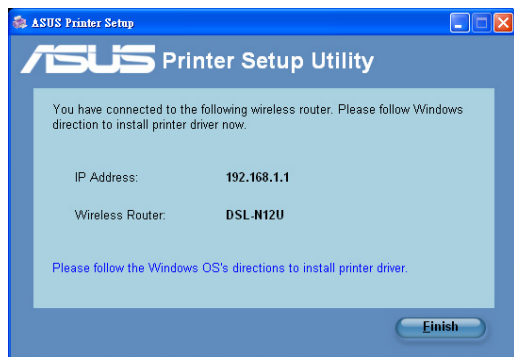 ASUS Printer Setup
ASUS Printer Setup Utility
You have connected to the following wireless router. Please follow Windows
direction to install printer driver now.
IP Address: 192.168.1.1
Wireless Router: DSL-N12U
Please follow the Windows OS's directions to install printer driver.
Finish